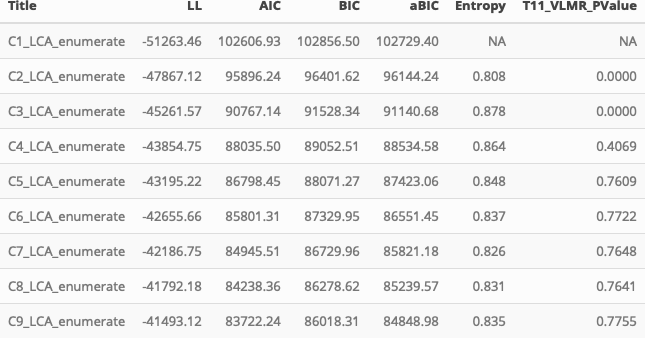 Title LL AIC BIC aBIC Entropy T11_VLMR_PValue
C1_LCA_enumerate -51263.46 102606.93 102856.50 102729.40 NA NA
C2_LCA_enumerate -47867.12 95896.24 96401.62 96144.24 0.808 0.0000
C3_LCA_enumerate -45261.57 90767.14 91528.34 91140.68 0.878 0.0000
C4_LCA_enumerate -43854.75 88035.50 89052.51 88534.58 0.864 0.4069
C5_LCA_enumerate -43195.22 86798.45 88071.27 87423.06 0.848 0.7609
C6_LCA_enumerate -42655.66 85801.31 87329.95 86551.45 0.837 0.7722
C7_LCA_enumerate -42186.75 84945.51 86729.96 85821.18 0.826 0.7648
C8_LCA_enumerate -41792.18 84238.36 86278.62 85239.57 0.831 0.7641
C9_LCA_enumerate -41493.12 83722.24 86018.31 84848.98 0.835 0.7755